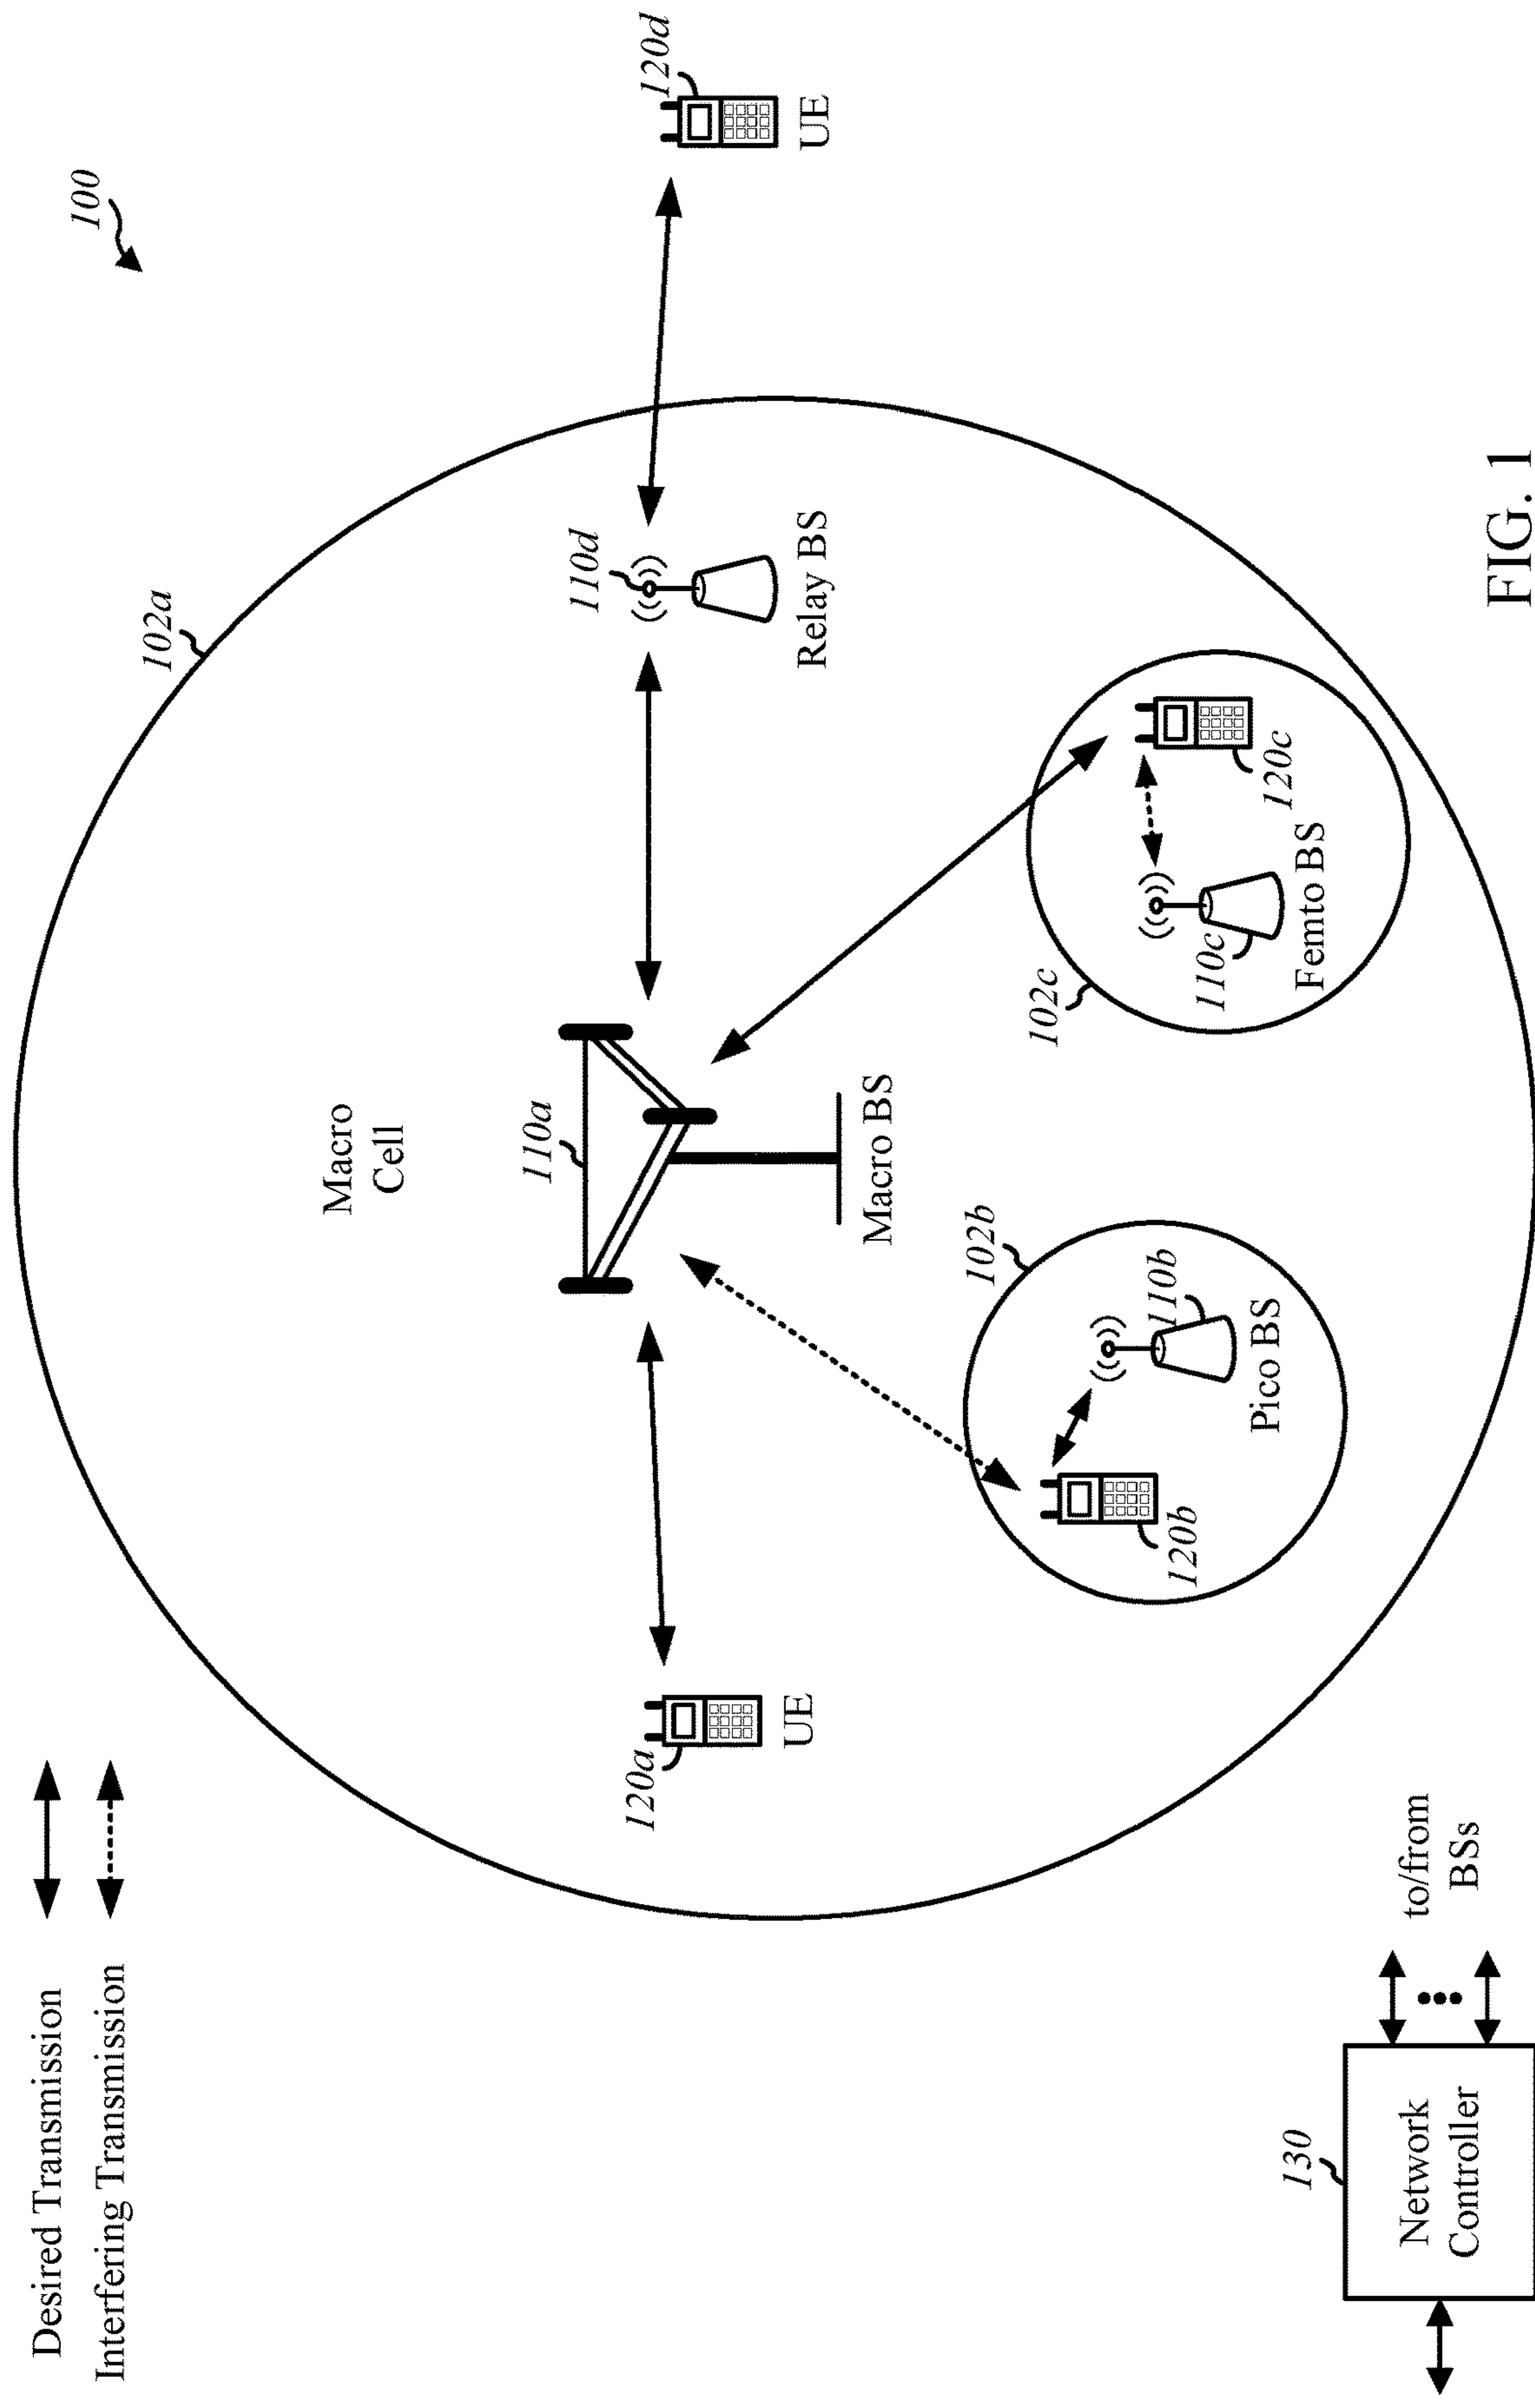 Desired Transmission
Interfering Transmission
100
102a
Macro
Cell
110a
110d
120d
120a
UE
Macro BS
Relay BS
UE
102b
110b
120b
Pico BS
102c
110c
120c
Femto BS
130
Network
Controller
to/from
BSs
FIG. 1